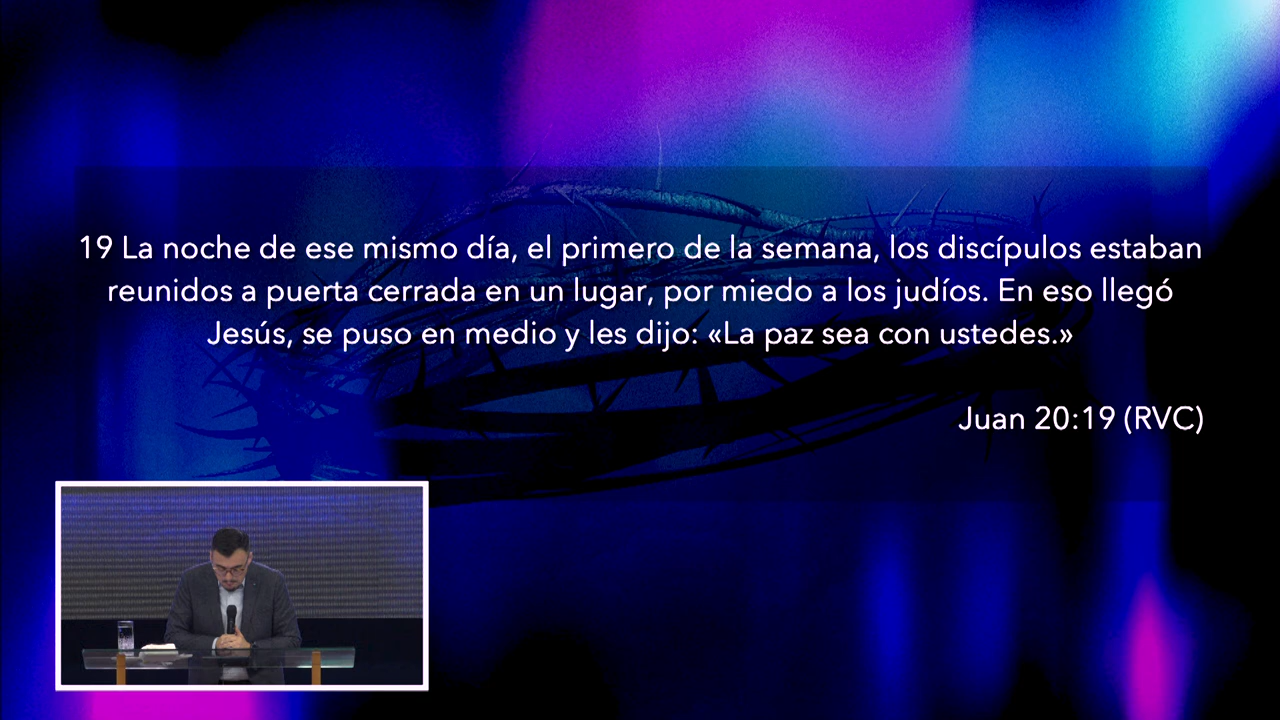 19 La noche de ese mismo día, el primero de la semana, los discípulos estaban
reunidos a puerta cerrada en un lugar, por miedo a los judíos. En eso llegó
Jesús, se puso en medio y les dijo: «La paz sea con ustedes.»
Juan 20:19 (RVC)